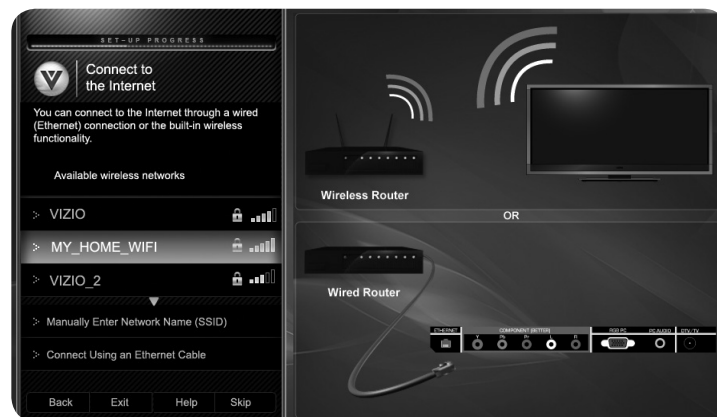 SET-UP PROGRESS
V
Connect to
the Internet
You can connect to the Internet through a wired
(Ethernet) connection or the built-in wireless
functionality.
Available wireless networks
VIZIO
MY_HOME_WIFI
VIZIO_2
Manually Enter Network Name (SSID)
Connect Using an Ethernet Cable
Back Exit Help Skip
Wireless Router
OR
Wired Router
ETHERNET COMPONENT (BETTER) RGB PC PC AUDIO DTV/TV
Y Pb Pr L R